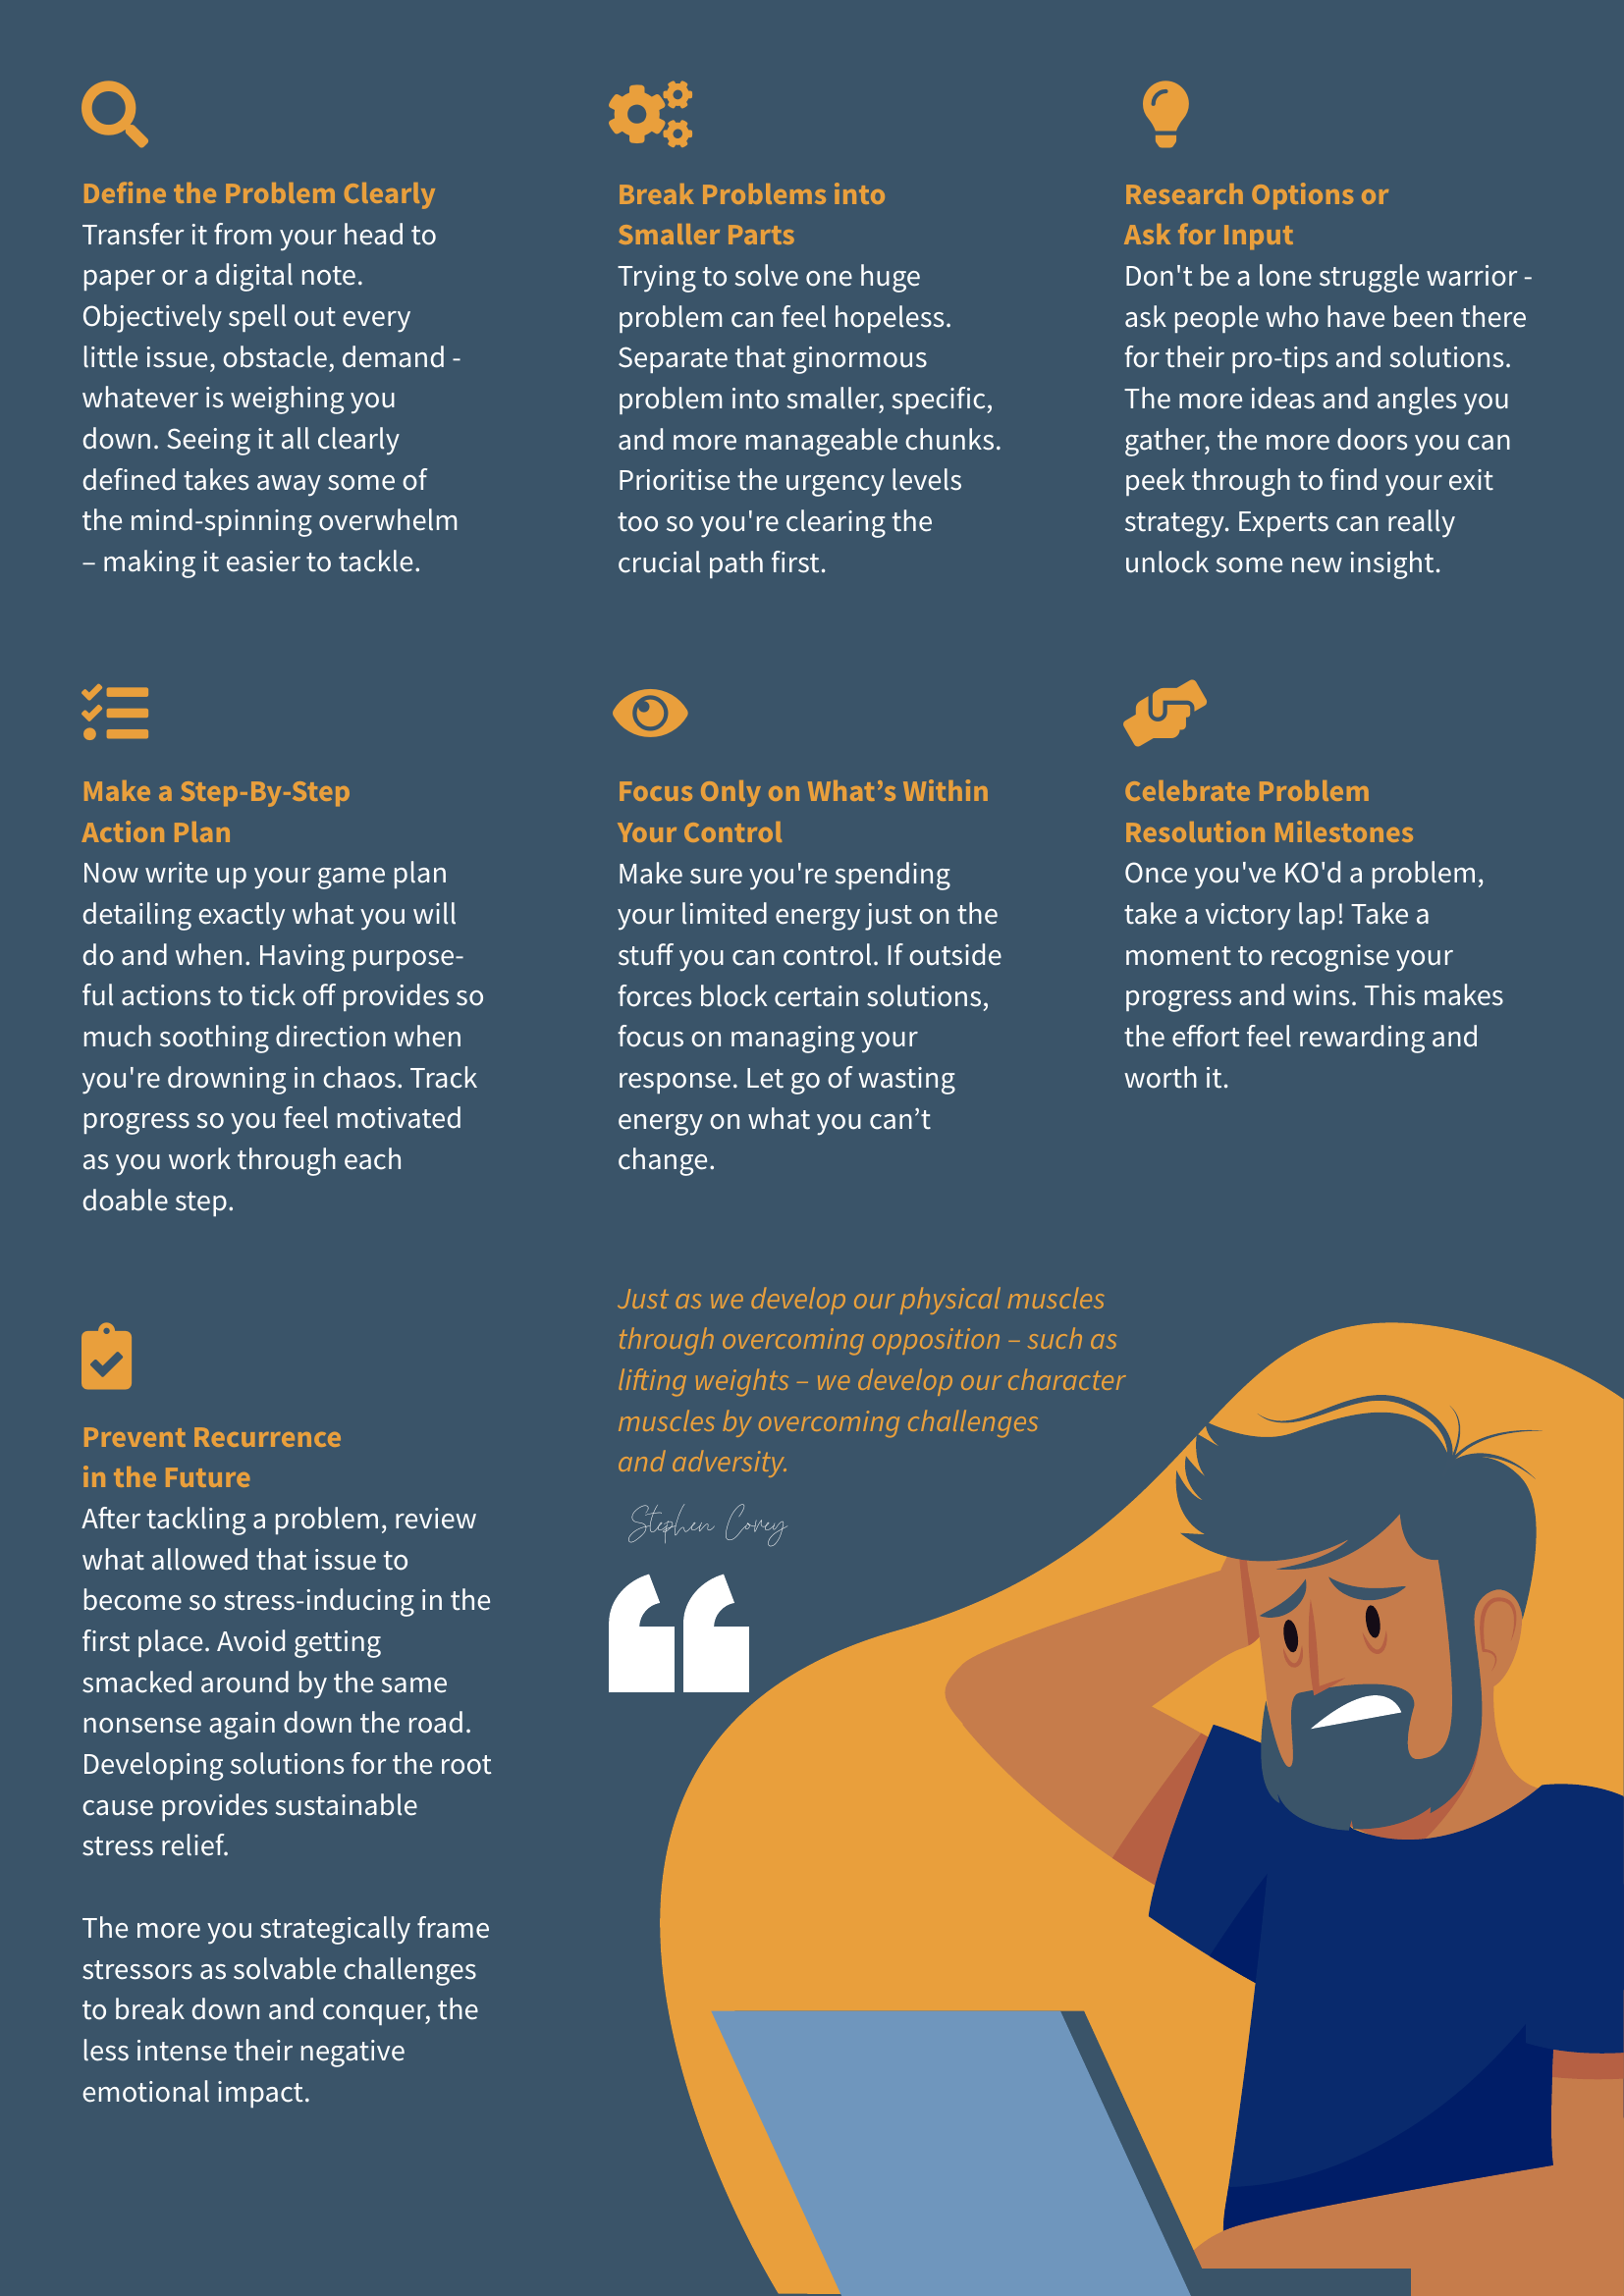 Define the Problem Clearly
Transfer it from your head to
paper or a digital note.
Objectively spell out every
little issue, obstacle, demand -
whatever is weighing you
down. Seeing it all clearly
defined takes away some of
the mind-spinning overwhelm
– making it easier to tackle.
Break Problems into
Smaller Parts
Trying to solve one huge
problem can feel hopeless.
Separate that ginormous
problem into smaller, specific,
and more manageable chunks.
Prioritise the urgency levels
too so you're clearing the
crucial path first.
Research Options or
Ask for Input
Don't be a lone struggle warrior -
ask people who have been there
for their pro-tips and solutions.
The more ideas and angles you
gather, the more doors you can
peek through to find your exit
strategy. Experts can really
unlock some new insight.
Make a Step-By-Step
Action Plan
Now write up your game plan
detailing exactly what you will
do and when. Having purpose-
ful actions to tick off provides so
much soothing direction when
you're drowning in chaos. Track
progress so you feel motivated
as you work through each
doable step.
Focus Only on What’s Within
Your Control
Make sure you're spending
your limited energy just on the
stuff you can control. If outside
forces block certain solutions,
focus on managing your
response. Let go of wasting
energy on what you can’t
change.
Celebrate Problem
Resolution Milestones
Once you've KO'd a problem,
take a victory lap! Take a
moment to recognise your
progress and wins. This makes
the effort feel rewarding and
worth it.
Prevent Recurrence
in the Future
After tackling a problem, review
what allowed that issue to
become so stress-inducing in the
first place. Avoid getting
smacked around by the same
nonsense again down the road.
Developing solutions for the root
cause provides sustainable
stress relief.
The more you strategically frame
stressors as solvable challenges
to break down and conquer, the
less intense their negative
emotional impact.
Just as we develop our physical muscles
through overcoming opposition – such as
lifting weights – we develop our character
muscles by overcoming challenges
and adversity.
Stephen Covey
“